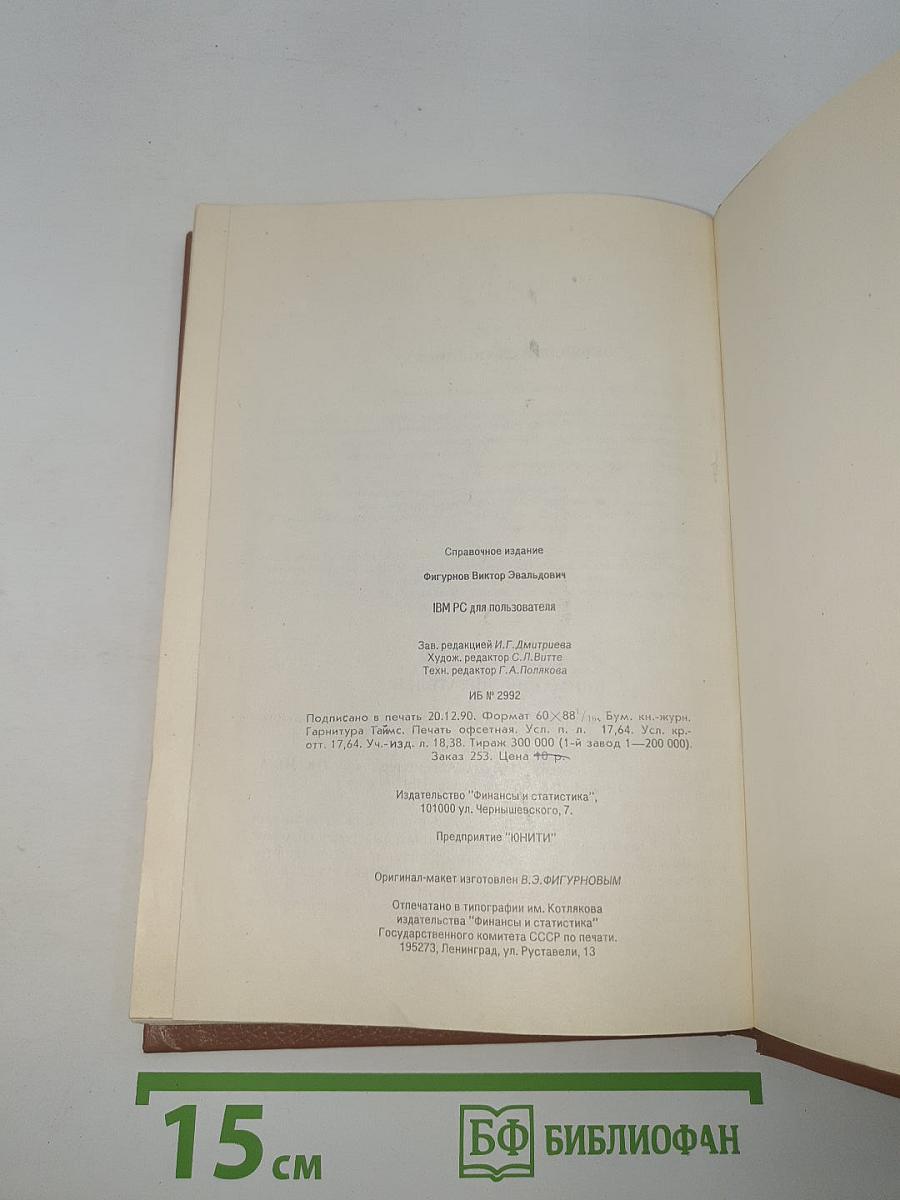 Справочное издание
Фигурнов Виктор Эвальдович
IBM PC для пользователя
Зав. редакцией И.Г.Дмитриева
Худож. редактор С.Л.Витте
Техн. редактор Г.А.Полякова
ИБ № 2992
Подписано в печать 20.12.90. Формат 60×88 1/16. Бум. кн.-журн.
Гарнитура Таймс. Печать офсетная. Усл. п. л. 17,64. Усл. кр.-
отт. 17,64. Уч.-изд. л. 18,38. Тираж 300 000 (1-й завод 1—200 000).
Заказ 253. Цена 10 р.
Издательство "Финансы и статистика",
101000 ул. Чернышевского, 7.
Предприятие "ЮНИТИ"
Оригинал-макет изготовлен В.Э.ФИГУРНОВЫМ
Отпечатано в типографии им. Котлякова
издательства "Финансы и статистика"
Государственного комитета СССР по печати.
195273, Ленинград, ул. Руставели, 13
15 см
БФ БИБЛИОФАН